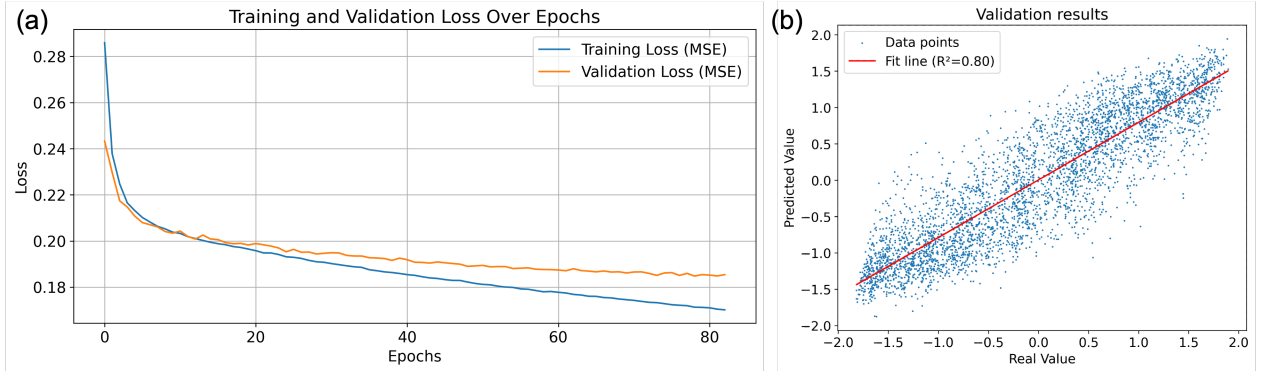 (a)
Training and Validation Loss Over Epochs
Training Loss (MSE)
Validation Loss (MSE)
Loss
0.28
0.26
0.24
0.22
0.20
0.18
0 20 40 60 80
Epochs
(b)
Validation results
Data points
Fit line (R²=0.80)
Predicted Value
2.0
1.5
1.0
0.5
0.0
−0.5
−1.0
−1.5
−2.0
−2.0 −1.5 −1.0 −0.5 0.0 0.5 1.0 1.5 2.0
Real Value